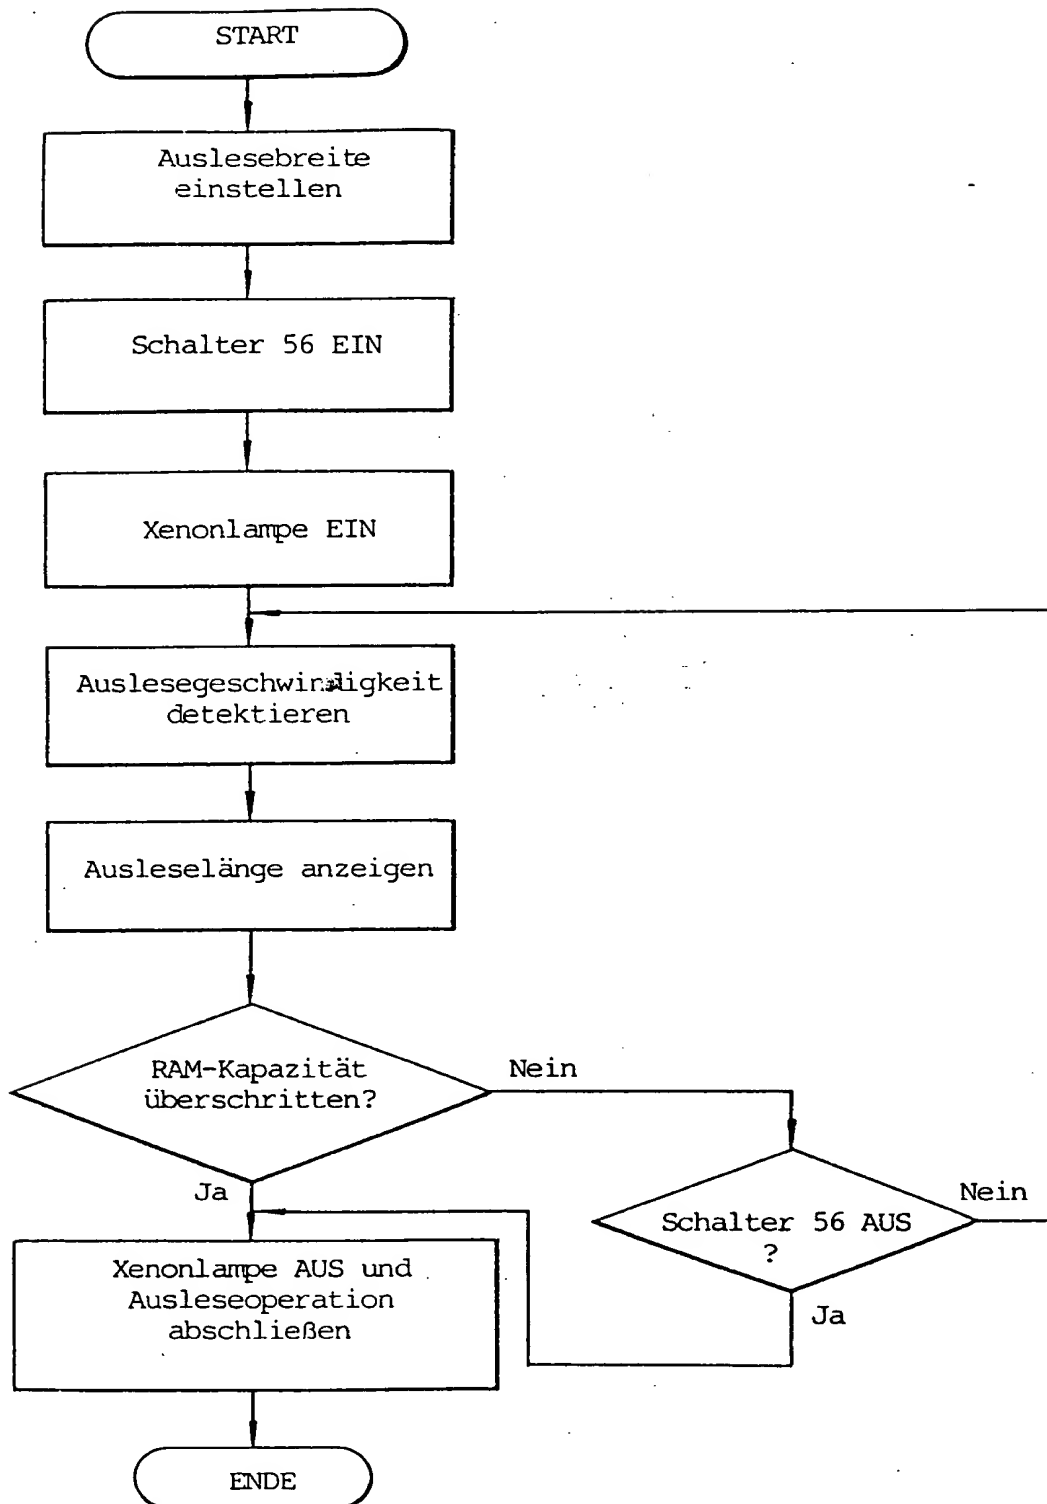 START
Auslesebreite
einstellen
Schalter 56 EIN
Xenonlampe EIN
Auslesegeschwindigkeit
detektieren
Ausleselänge anzeigen
RAM-Kapazität
überschritten?
Nein
Ja
Schalter 56 AUS
?
Nein
Ja
Xenonlampe AUS und
Ausleseoperation
abschließen
ENDE